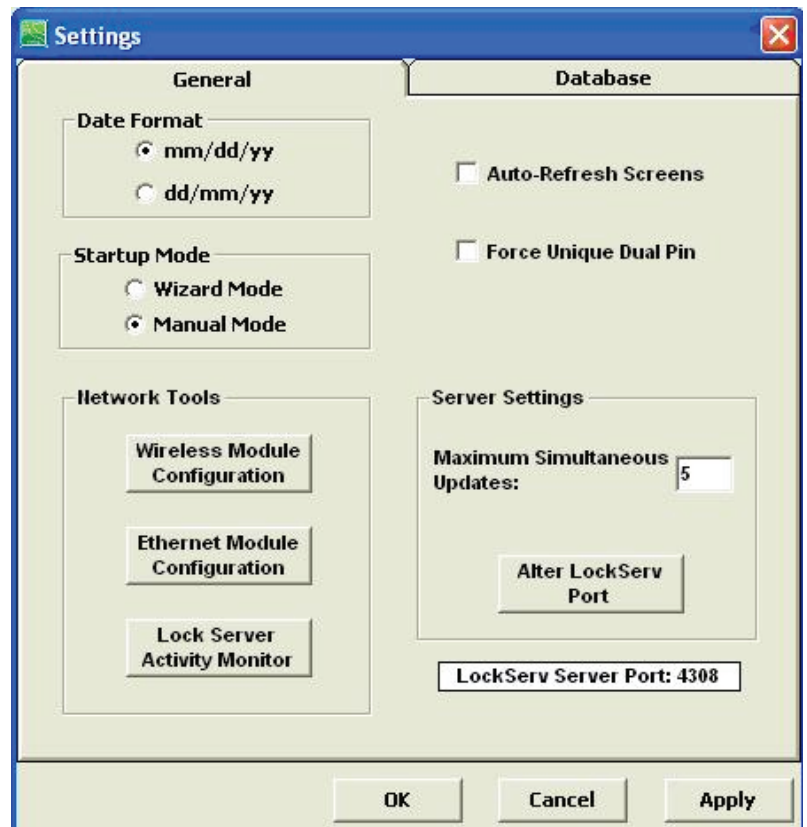 Settings
General
Database
Date Format
mm/dd/yy
dd/mm/yy
Auto-Refresh Screens
Force Unique Dual Pin
Startup Mode
Wizard Mode
Manual Mode
Network Tools
Wireless Module
Configuration
Ethernet Module
Configuration
Lock Server
Activity Monitor
Server Settings
Maximum Simultaneous
Updates:
5
Alter LockServ
Port
LockServ Server Port: 4308
OK
Cancel
Apply